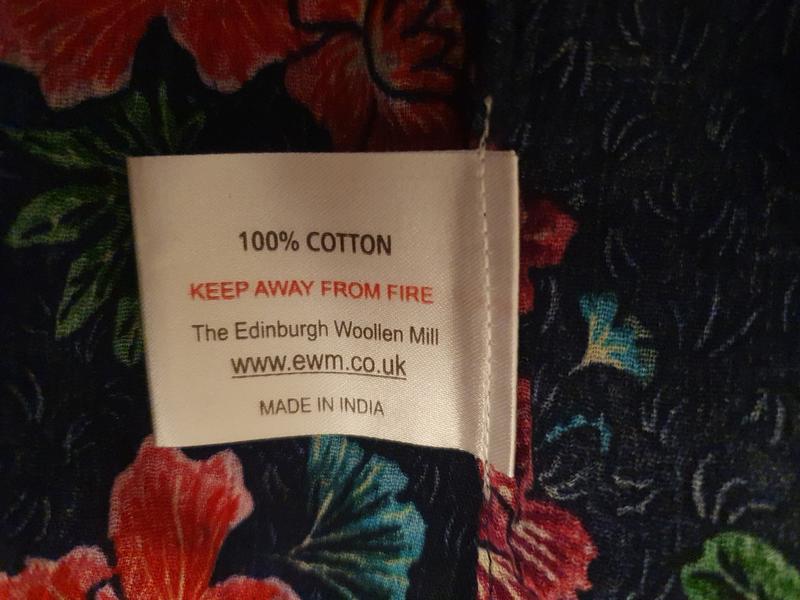 100% COTTON
KEEP AWAY FROM FIRE
The Edinburgh Woollen Mill
www.ewm.co.uk
MADE IN INDIA